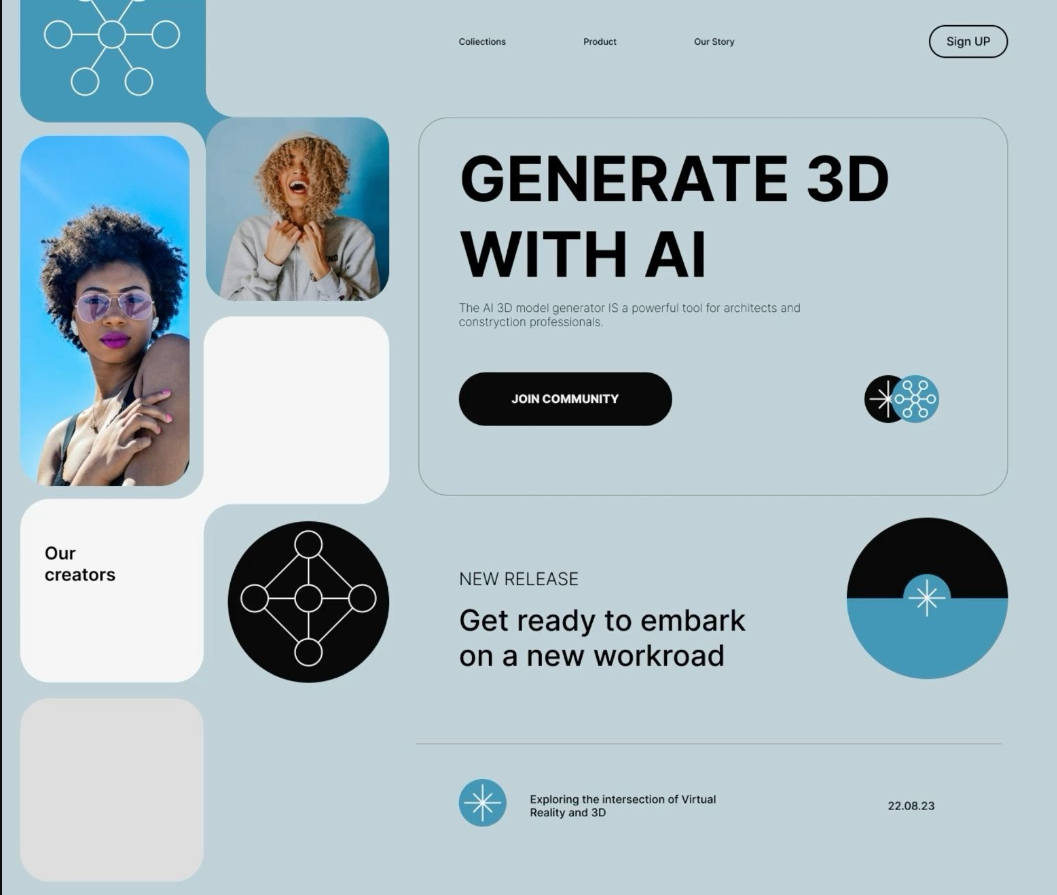 Coliections
Product
Our Story
Sign UP
GENERATE 3D
WITH AI
The AI 3D model generator IS a powerful tool for architects and
constryction professionals.
JOIN COMMUNITY
Our
creators
NEW RELEASE
Get ready to embark
on a new workroad
Exploring the intersection of Virtual
Reality and 3D
22.08.23